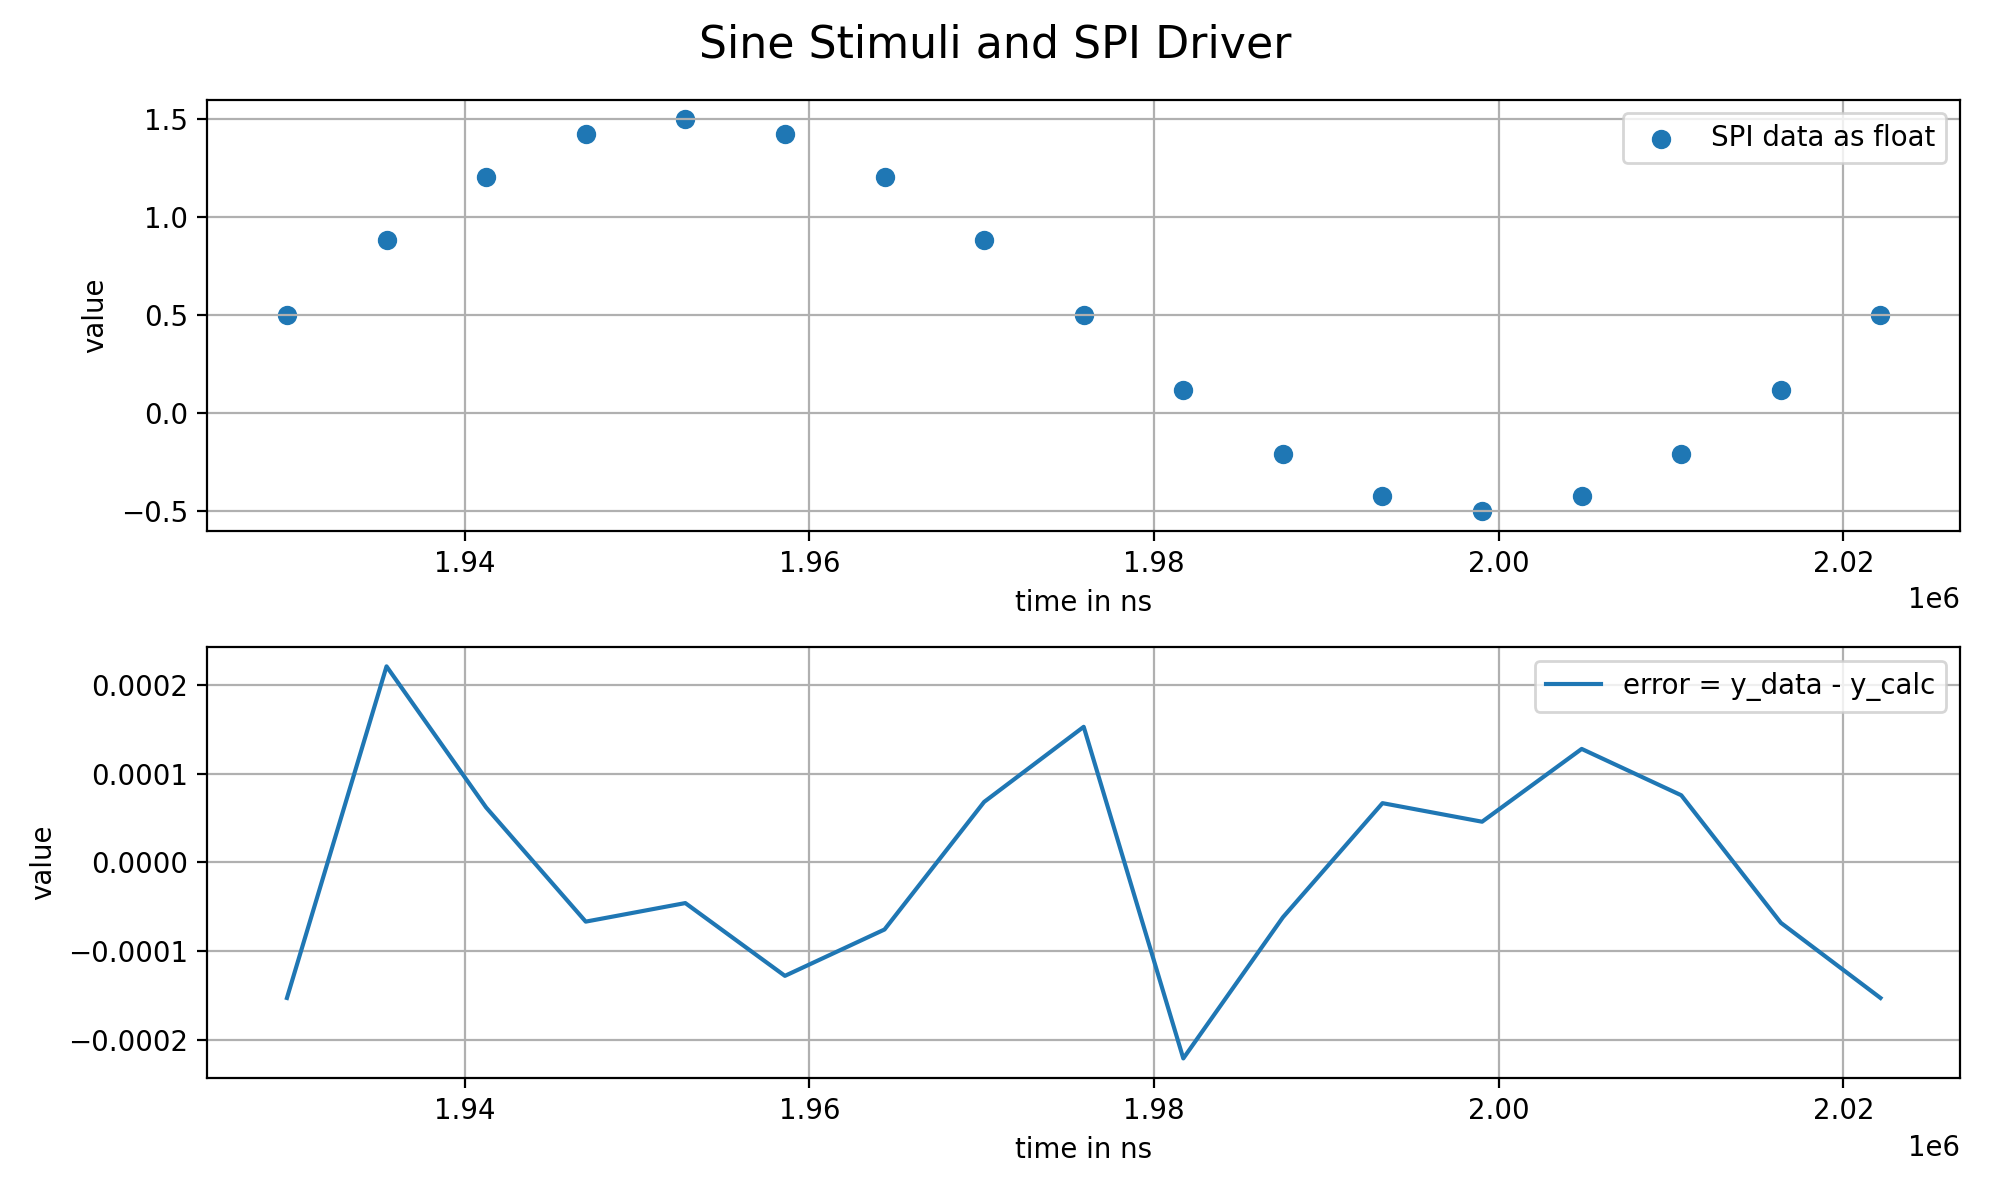 Sine Stimuli and SPI Driver
SPI data as float
1.5
1.0
0.5
0.0
−0.5
value
1.94 1.96 1.98 2.00 2.02
time in ns
1e6
error = y_data - y_calc
0.0002
0.0001
0.0000
−0.0001
−0.0002
value
1.94 1.96 1.98 2.00 2.02
time in ns
1e6